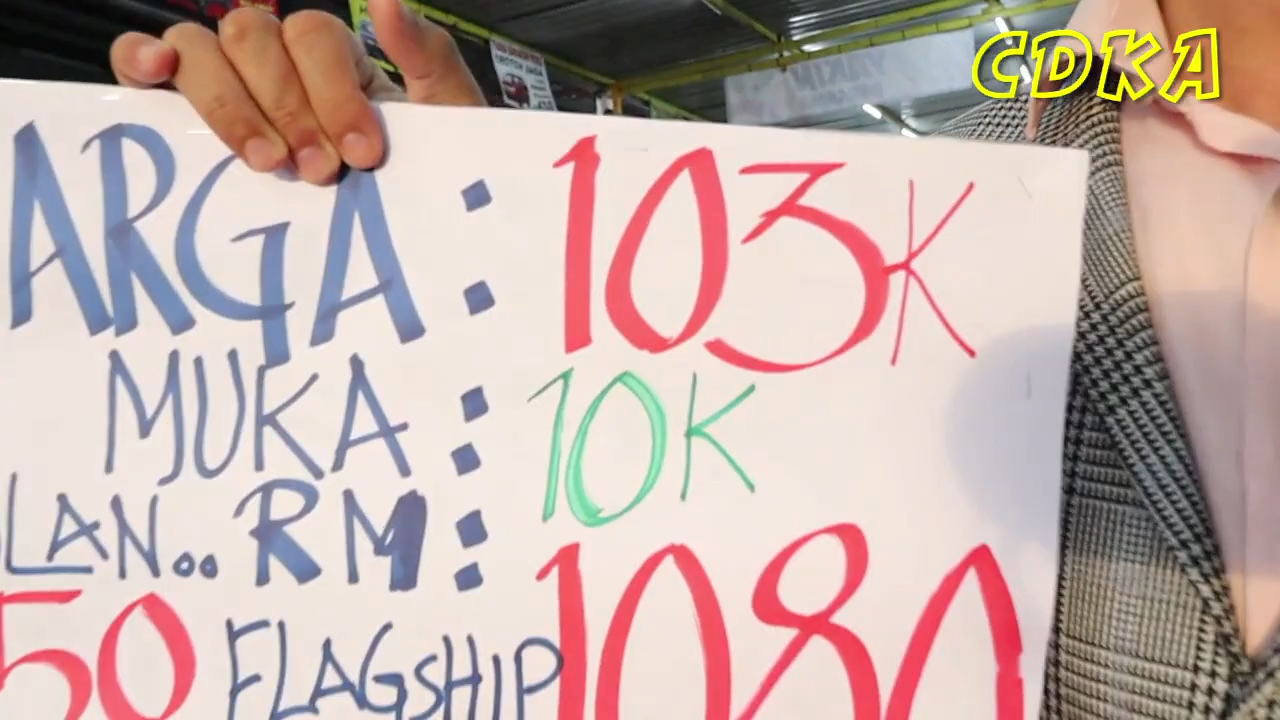 CDKA
ARGA : 103K
MUKA : 10K
LAN.. RM : 1080
50 FLAGSHIP